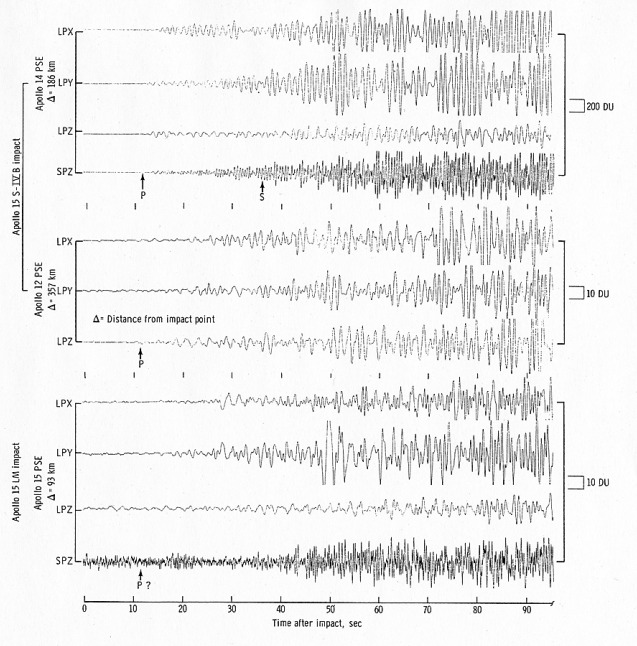 Apollo 15 S-IV B impact
Apollo 14 PSE
Δ = 186 km
LPX
LPY
LPZ
SPZ
P
S
200 DU
Apollo 12 PSE
Δ = 357 km
LPX
LPY
LPZ
Δ = Distance from impact point
P
10 DU
Apollo 15 LM impact
Apollo 15 PSE
Δ = 93 km
LPX
LPY
LPZ
SPZ
P ?
10 DU
0 10 20 30 40 50 60 70 80 90
Time after impact, sec